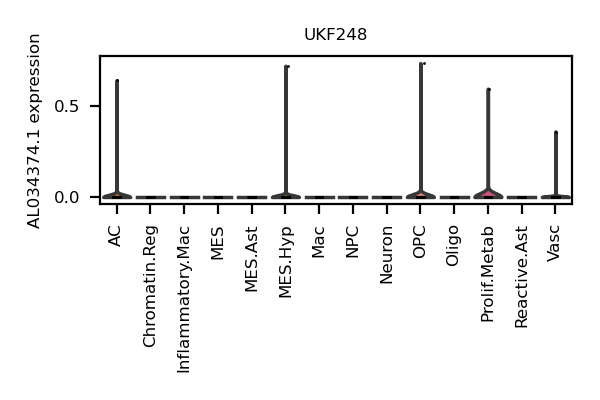 UKF248
AL034374.1 expression
0.5
0.0
AC
Chromatin.Reg
Inflammatory.Mac
MES
MES.Ast
MES.Hyp
Mac
NPC
Neuron
OPC
Oligo
Prolif.Metab
Reactive.Ast
Vasc